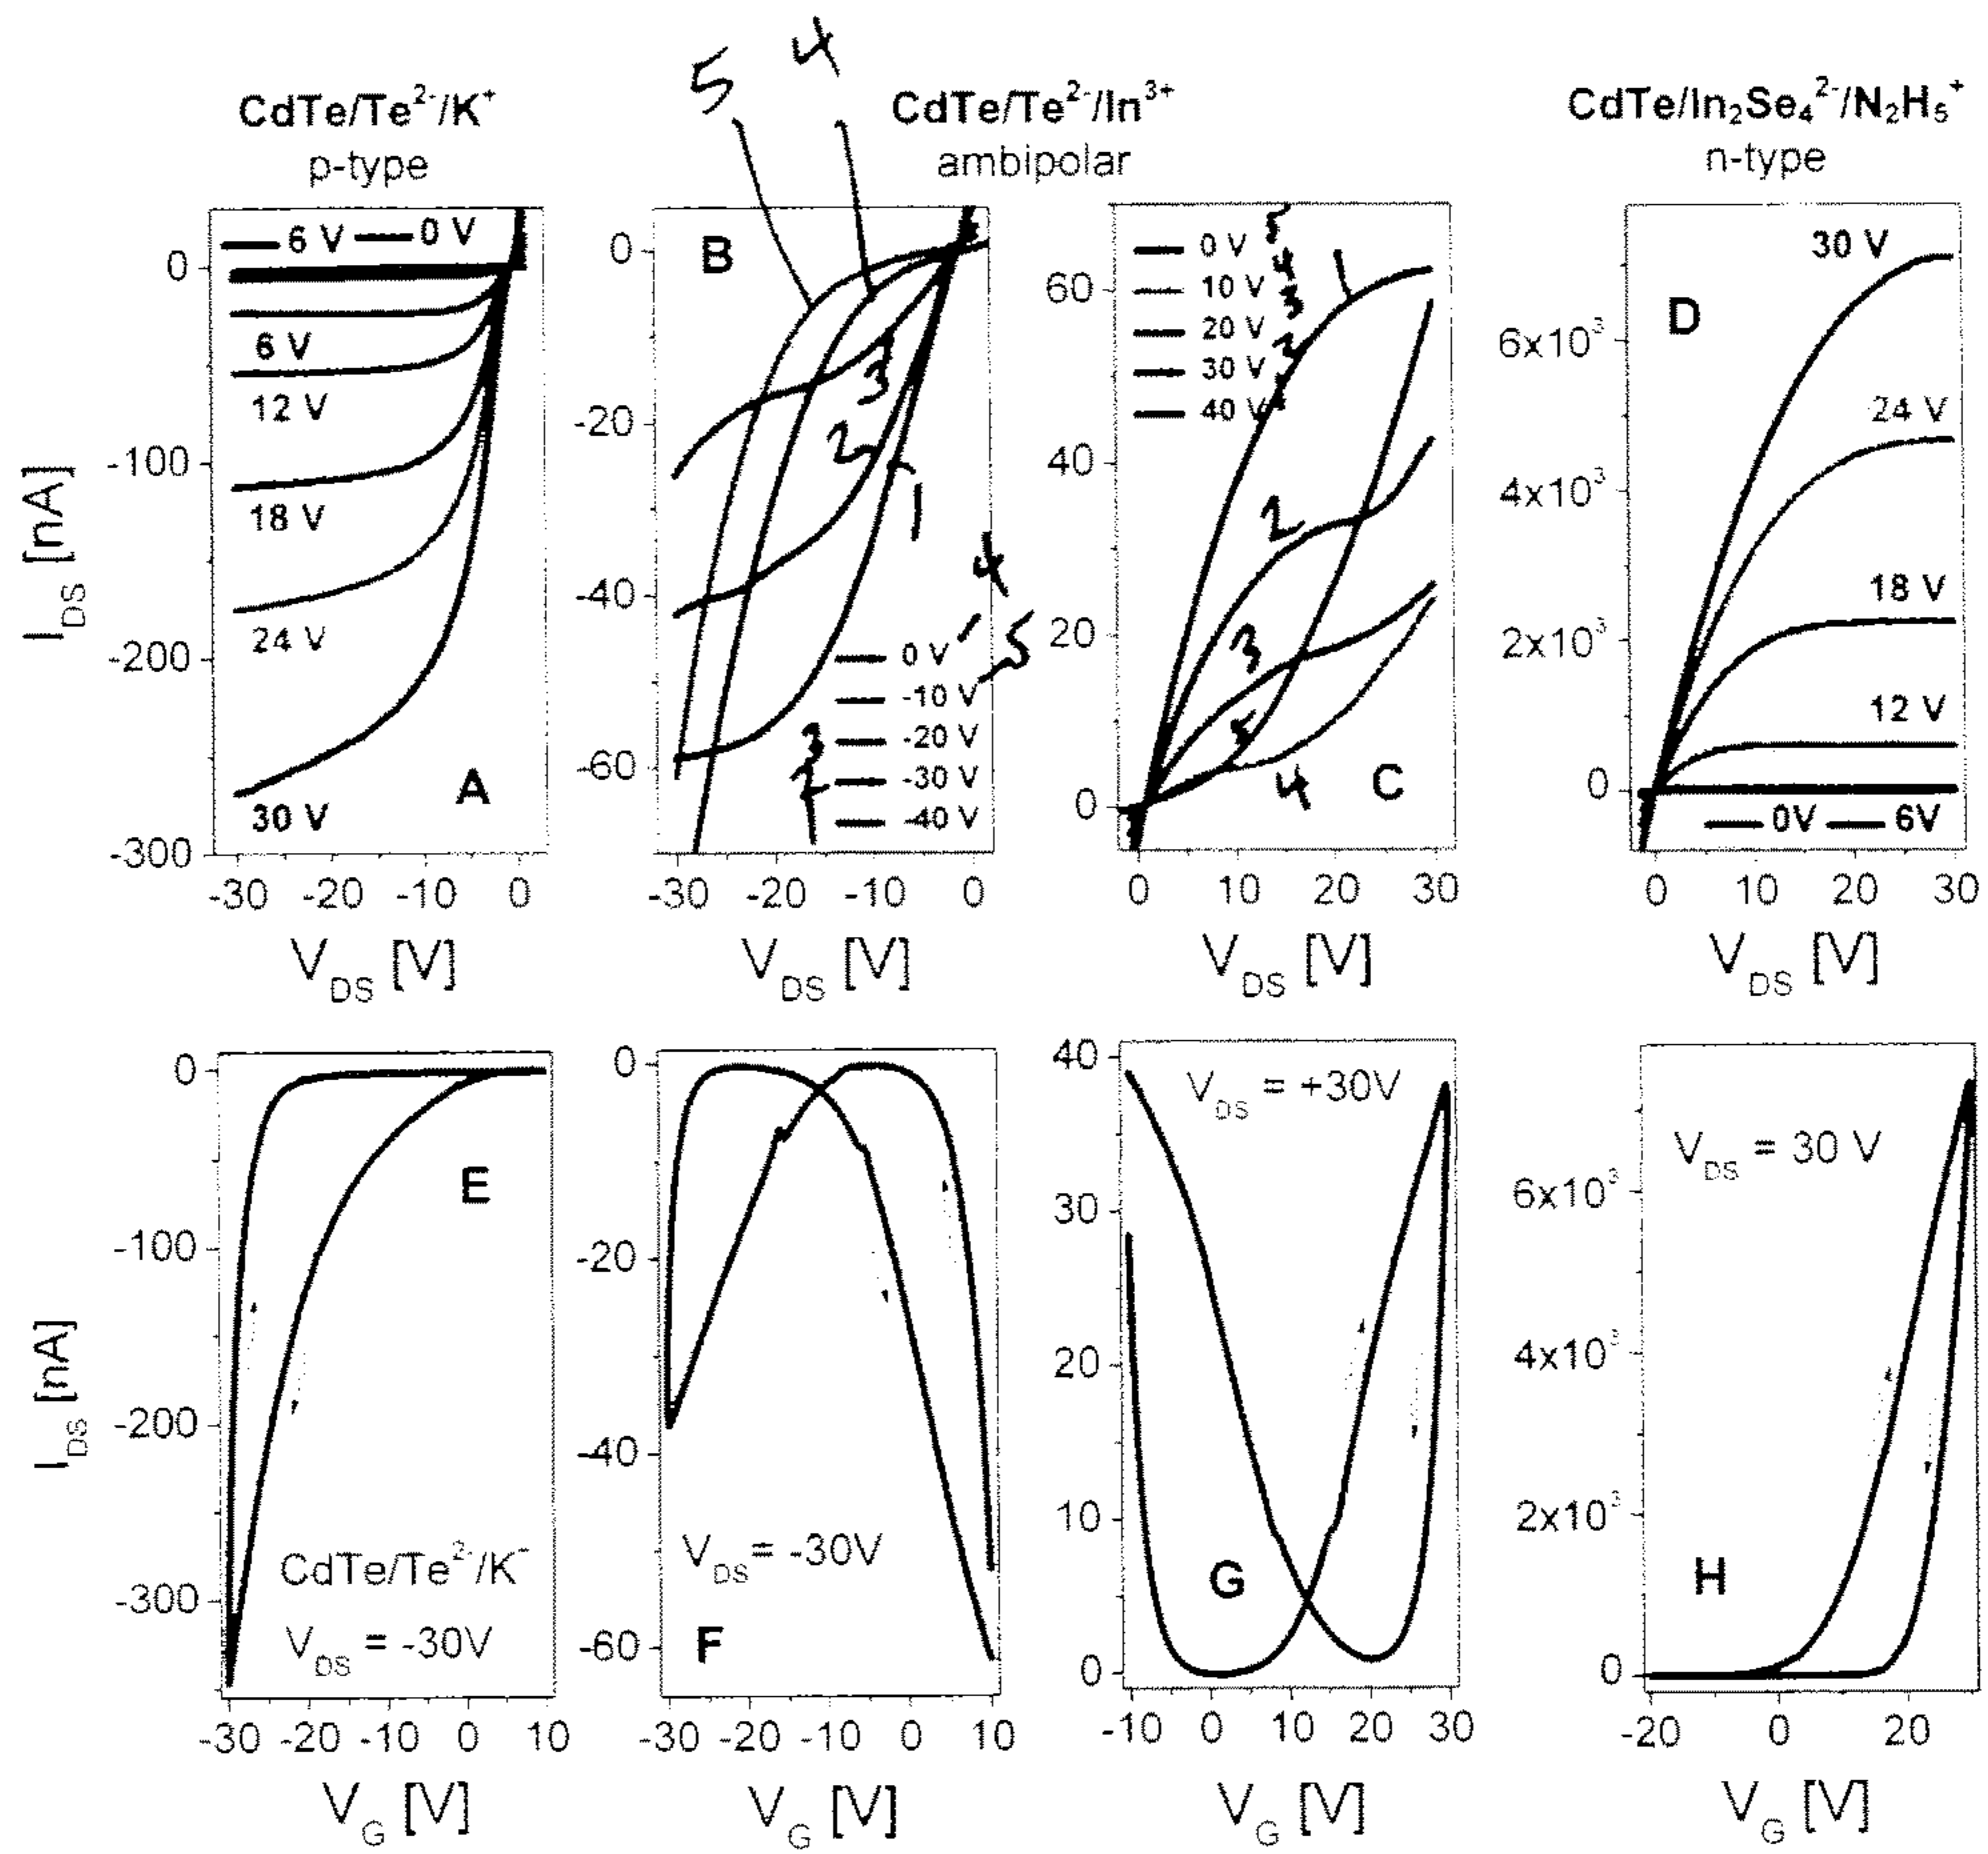 5 4
CdTe/Te²⁻/K⁺
p-type
CdTe/Te²⁻/In³⁺
ambipolar
CdTe/In₂Se₄²⁻/N₂H₅⁺
n-type
I_DS [nA]
6 V 0 V
0
-100
-200
-300
6 V
12 V
18 V
24 V
30 V
A
-30 -20 -10 0
V_DS [V]
B
0
-20
-40
-60
3
2
1
4
5
3
0 V
-10 V
-20 V
-30 V
-40 V
-30 -20 -10 0
V_DS [V]
0 V
10 V
20 V
30 V
40 V
4
3
2
60
40
20
0
2
3
4
C
0 10 20 30
V_DS [V]
D
30 V
24 V
18 V
12 V
0V 6V
6x10³
4x10³
2x10³
0
0 10 20 30
V_DS [V]
I_DS [nA]
0
-100
-200
-300
E
CdTe/Te²⁻/K⁻
V_DS = -30V
-30 -20 -10 0 10
V_G [V]
0
-20
-40
-60
V_DS = -30V
F
-30 -20 -10 0 10
V_G [V]
40
30
20
10
0
V_DS = +30V
G
-10 0 10 20 30
V_G [V]
V_DS = 30 V
6x10³
4x10³
2x10³
0
H
-20 0 20
V_G [V]